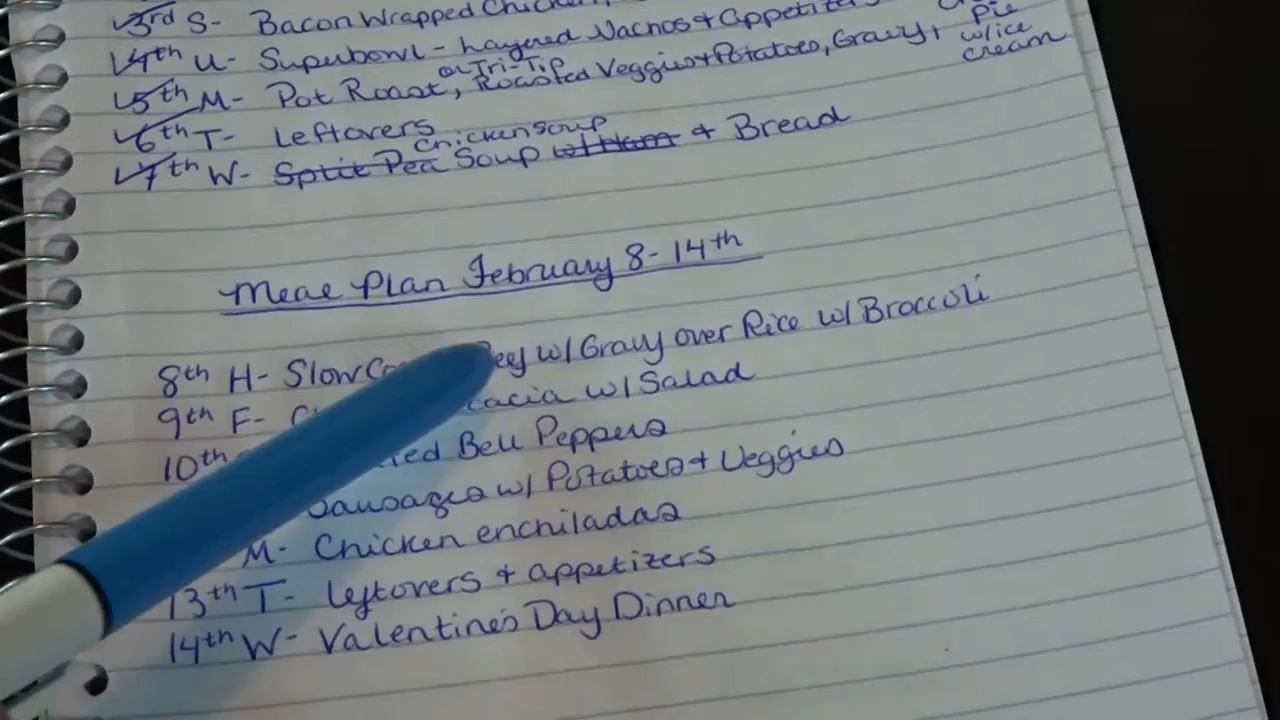 3rd S- Bacon Wrapped Chicken,
4th U- Superbowl - Layered Nachos + Appetizers
Pie w/ice cream
or Tri-Tip
5th M- Pot Roast, Roasted Veggies + Potatoes, Gravy,
6th T- Leftovers
Chicken Soup
7th W- Split Pea Soup w/ Ham + Bread
Meal Plan February 8-14th
8th H- Slow Beef w/ Gravy over Rice w/ Broccoli
9th F- w/ Salad
10th Bell Peppers
Sausages w/ Potatoes + Veggies
M- Chicken enchiladas
13th T- Leftovers + appetizers
14th W- Valentine's Day Dinner